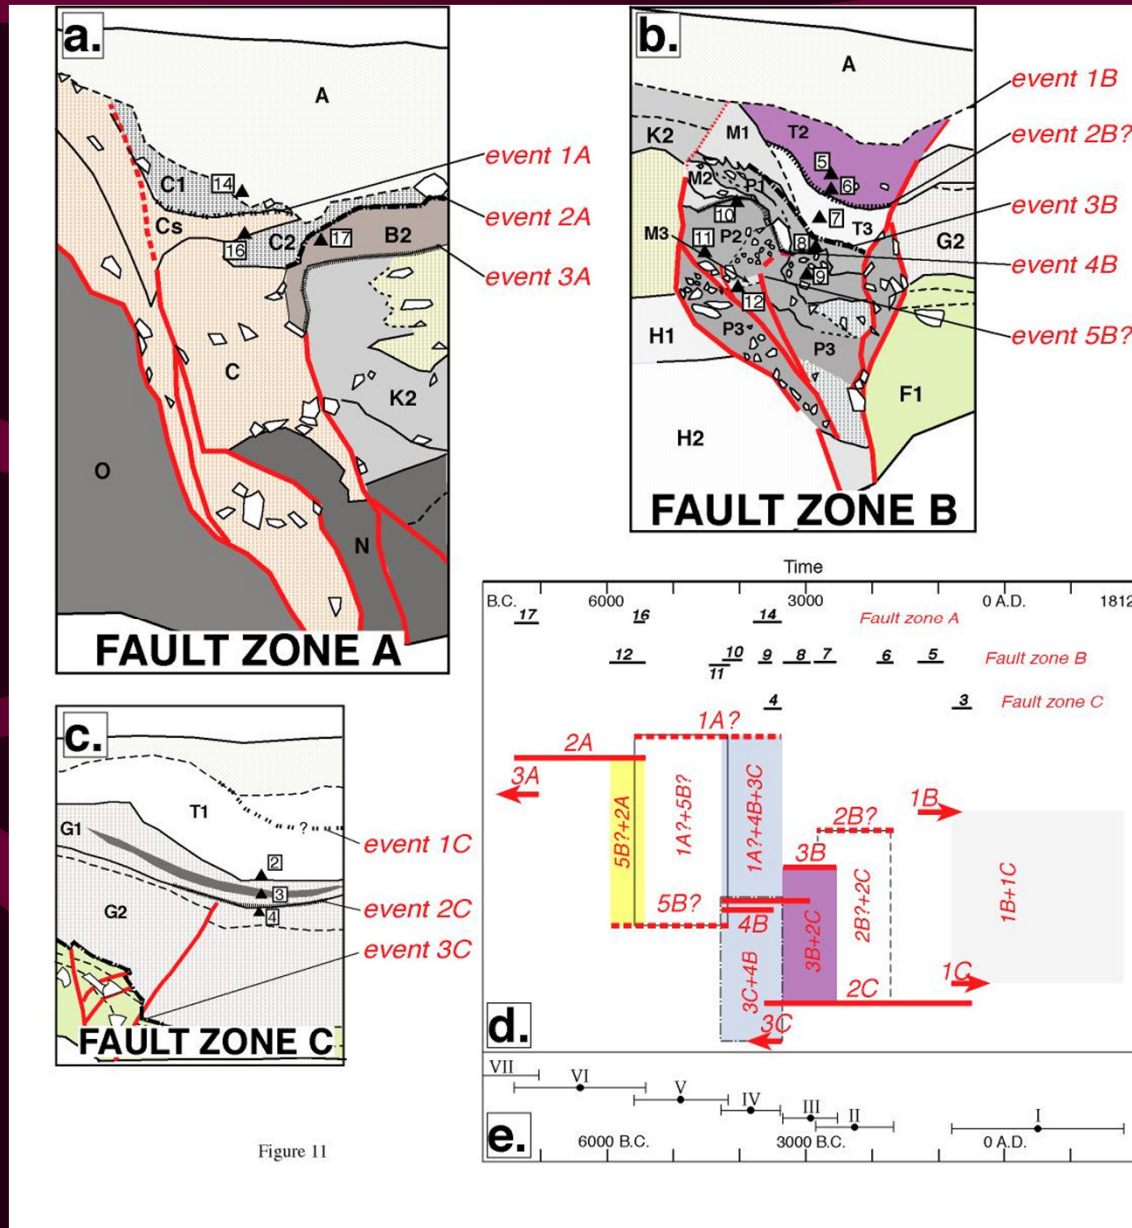 a.
A
event 1A
C1
14
Cs
event 2A
16
C2
17
B2
event 3A
C
K2
O
N
FAULT ZONE A
b.
A
event 1B
K2
M1
T2
event 2B?
5
6
M2
P1
10
7
T3
event 3B
M3
11
P2
8
G2
9
event 4B
12
H1
P3
P3
event 5B?
F1
H2
FAULT ZONE B
c.
T1
G1
?
event 1C
2
3
event 2C
G2
4
event 3C
FAULT ZONE C
Figure 11
Time
B.C. 6000 3000 0 A.D. 1812
17 16 14 Fault zone A
12 11 10 9 8 7 6 5 Fault zone B
4 3 Fault zone C
1A?
2A
3A
5B?+2A
1A?+5B?
1A?+4B+3C
1B
2B?
3B
5B?
4B
3C+4B
3B+2C
2B?+2C
1B+1C
1C
2C
3C
d.
VII
VI
V
IV
III
II
I
e.
6000 B.C. 3000 B.C. 0 A.D.